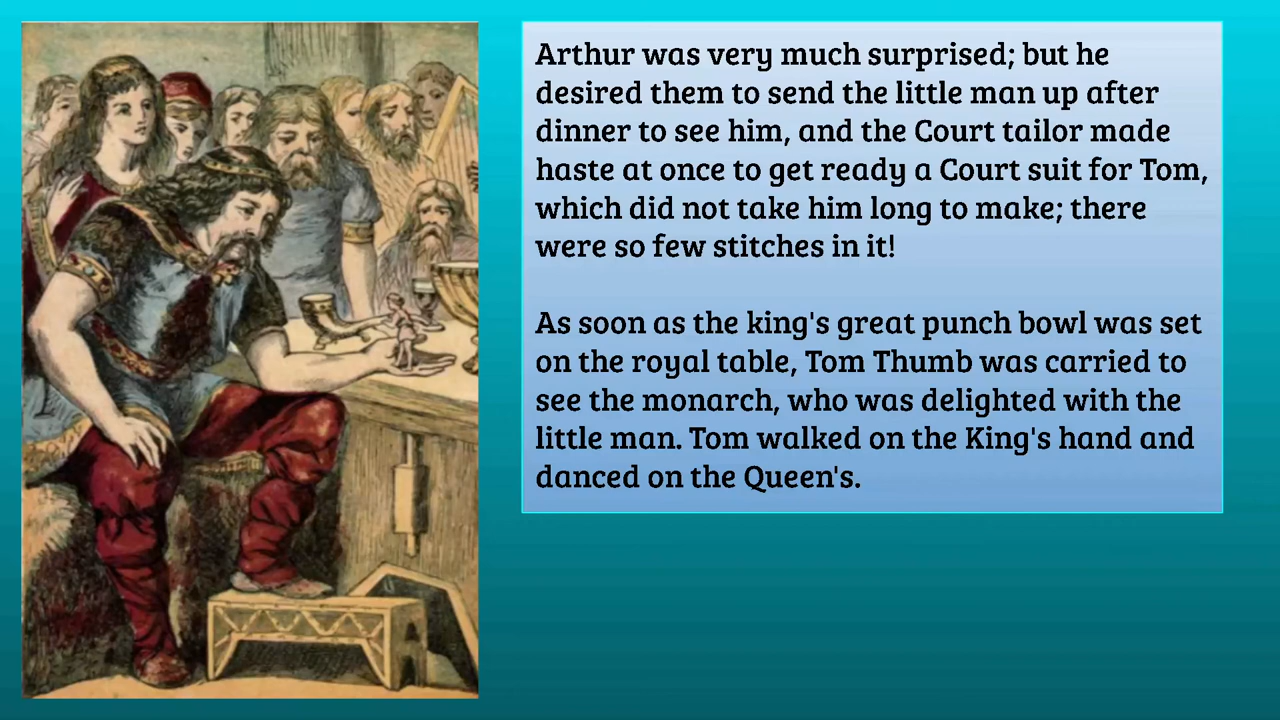 Arthur was very much surprised; but he
desired them to send the little man up after
dinner to see him, and the Court tailor made
haste at once to get ready a Court suit for Tom,
which did not take him long to make; there
were so few stitches in it!
As soon as the king's great punch bowl was set
on the royal table, Tom Thumb was carried to
see the monarch, who was delighted with the
little man. Tom walked on the King's hand and
danced on the Queen's.